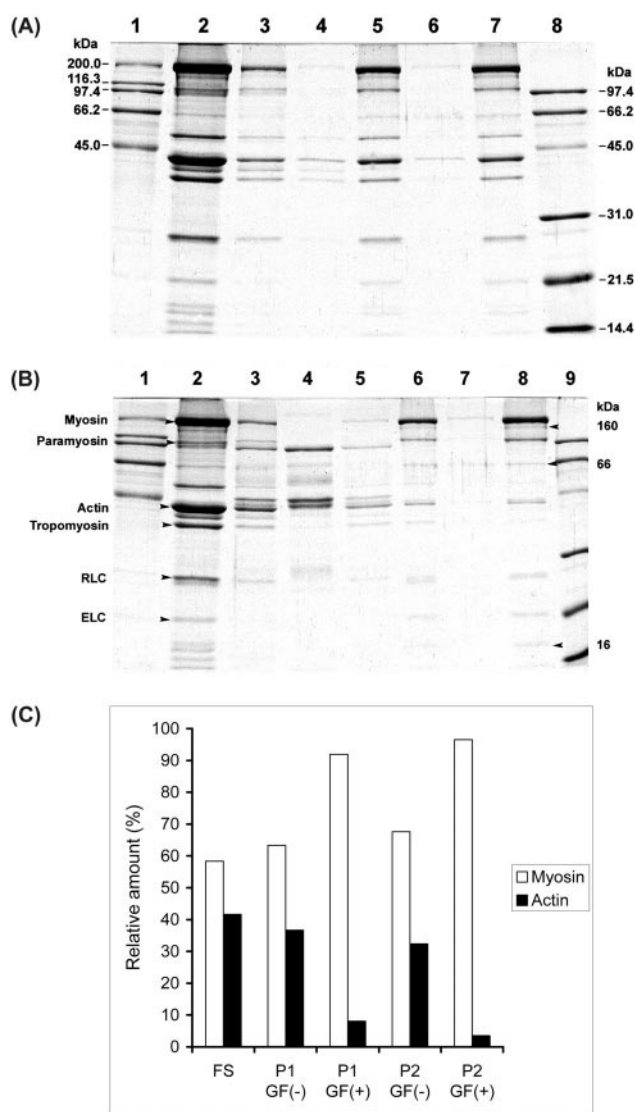 (A)
1 2 3 4 5 6 7 8
kDa
200.0
116.3
97.4
66.2
45.0
kDa
97.4
66.2
45.0
31.0
21.5
14.4
(B)
1 2 3 4 5 6 7 8 9
Myosin
Paramyosin
Actin
Tropomyosin
RLC
ELC
kDa
160
66
16
(C)
Relative amount (%)
100
90
80
70
60
50
40
30
20
10
0
FS P1 P1 P2 P2
GF(-) GF(+) GF(-) GF(+)
Myosin
Actin